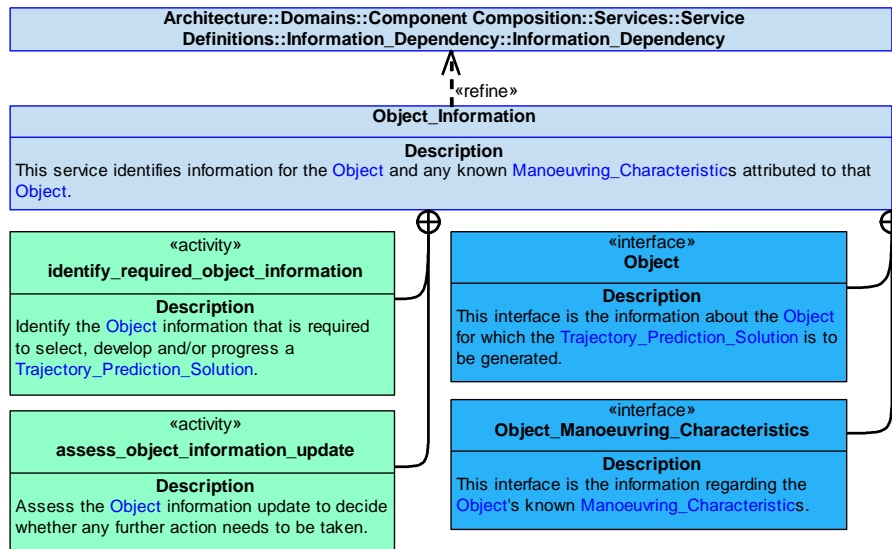 Architecture::Domains::Component Composition::Services::Service
Definitions::Information_Dependency::Information_Dependency
«refine»
Object_Information
Description
This service identifies information for the Object and any known Manoeuvring_Characteristics attributed to that
Object.
«activity»
identify_required_object_information
Description
Identify the Object information that is required
to select, develop and/or progress a
Trajectory_Prediction_Solution.
«interface»
Object
Description
This interface is the information about the Object
for which the Trajectory_Prediction_Solution is to
be generated.
«activity»
assess_object_information_update
Description
Assess the Object information update to decide
whether any further action needs to be taken.
«interface»
Object_Manoeuvring_Characteristics
Description
This interface is the information regarding the
Object's known Manoeuvring_Characteristics.